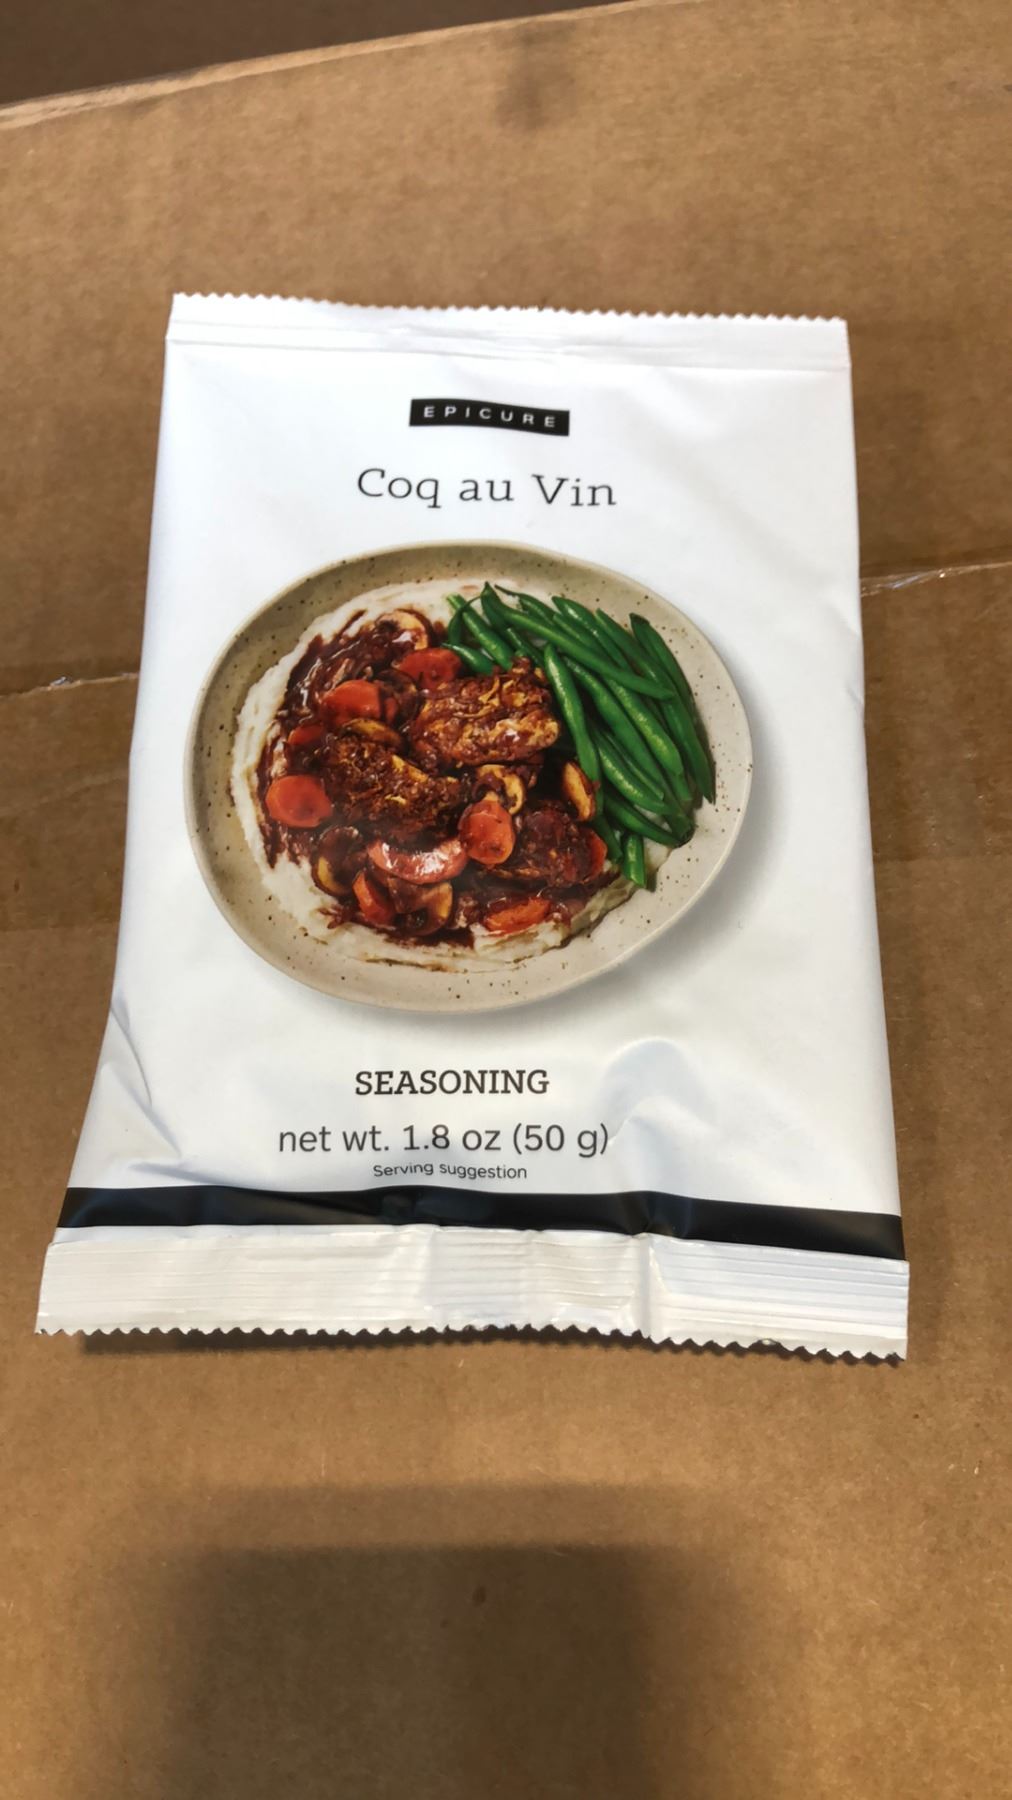 EPICURE
Coq au Vin
SEASONING
net wt. 1.8 oz (50 g)
Serving suggestion